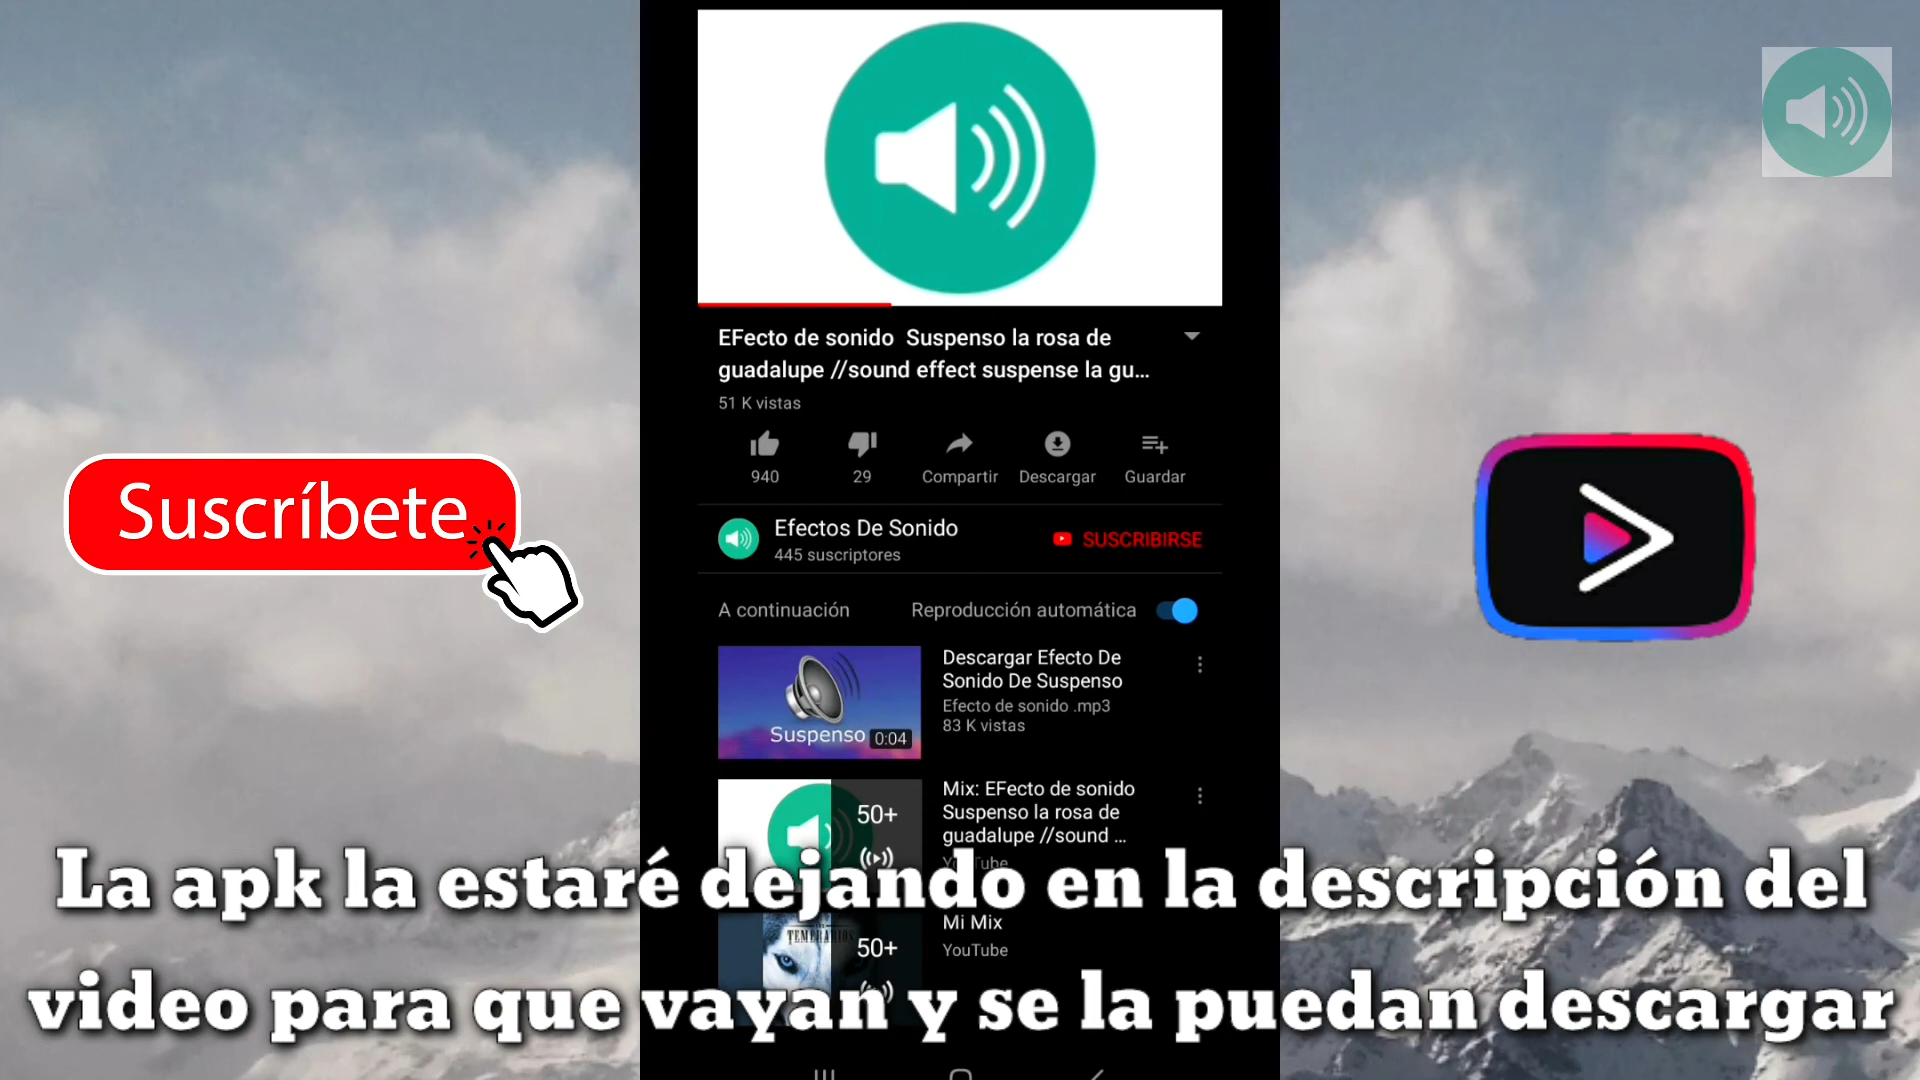 EFecto de sonido  Suspenso la rosa de
guadalupe //sound effect suspense la gu...
51 K vistas
940
29
Compartir
Descargar
Guardar
Suscríbete
Efectos De Sonido
445 suscriptores
SUSCRIBIRSE
A continuación
Reproducción automática
Suspenso
0:04
Descargar Efecto De
Sonido De Suspenso
Efecto de sonido .mp3
83 K vistas
50+
Mix: EFecto de sonido
Suspenso la rosa de
guadalupe //sound ...
YouTube
La apk la estaré dejando en la descripción del
TEMERARIOS
50+
Mi Mix
YouTube
video para que vayan y se la puedan descargar